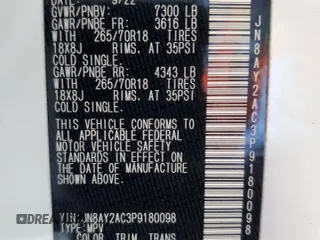 DATE: 9/22
GVWR/PNBV: 7300 LB
GAWR/PNBE FR: 3616 LB
WITH 265/70R18 TIRES
18X8J RIMS. AT 35PSI
COLD SINGLE.
GAWR/PNBE RR: 4343 LB
WITH 265/70R18 TIRES
18X8J RIMS. AT 35PSI
COLD SINGLE.
THIS VEHICLE CONFORMS TO
ALL APPLICABLE FEDERAL
MOTOR VEHICLE SAFETY
STANDARDS IN EFFECT ON
THE DATE OF MANUFACTURE
SHOWN ABOVE.
VIN: JN8AY2AC3P9180098
TYPE: MPV
COLOR TRIM TRANS
JN8AY2AC3P9180098